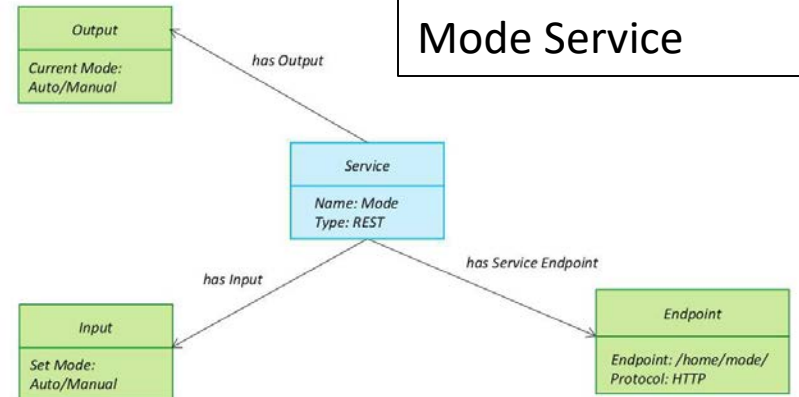 Mode Service
Output
Current Mode:
Auto/Manual
has Output
Service
Name: Mode
Type: REST
has Input
has Service Endpoint
Input
Set Mode:
Auto/Manual
Endpoint
Endpoint: /home/mode/
Protocol: HTTP